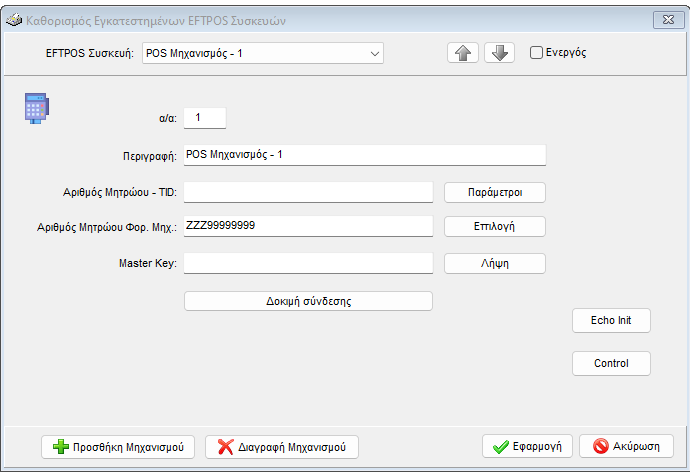 Καθορισμός Εγκατεστημένων EFTPOS Συσκευών
EFTPOS Συσκευή: POS Μηχανισμός - 1 Ενεργός
α/α: 1
Περιγραφή: POS Μηχανισμός - 1
Αριθμός Μητρώου - TID: Παράμετροι
Αριθμός Μητρώου Φορ. Μηχ.: ZZZ99999999 Επιλογή
Master Key: Λήψη
Δοκιμή σύνδεσης
Echo Init
Control
Προσθήκη Μηχανισμού Διαγραφή Μηχανισμού Εφαρμογή Ακύρωση